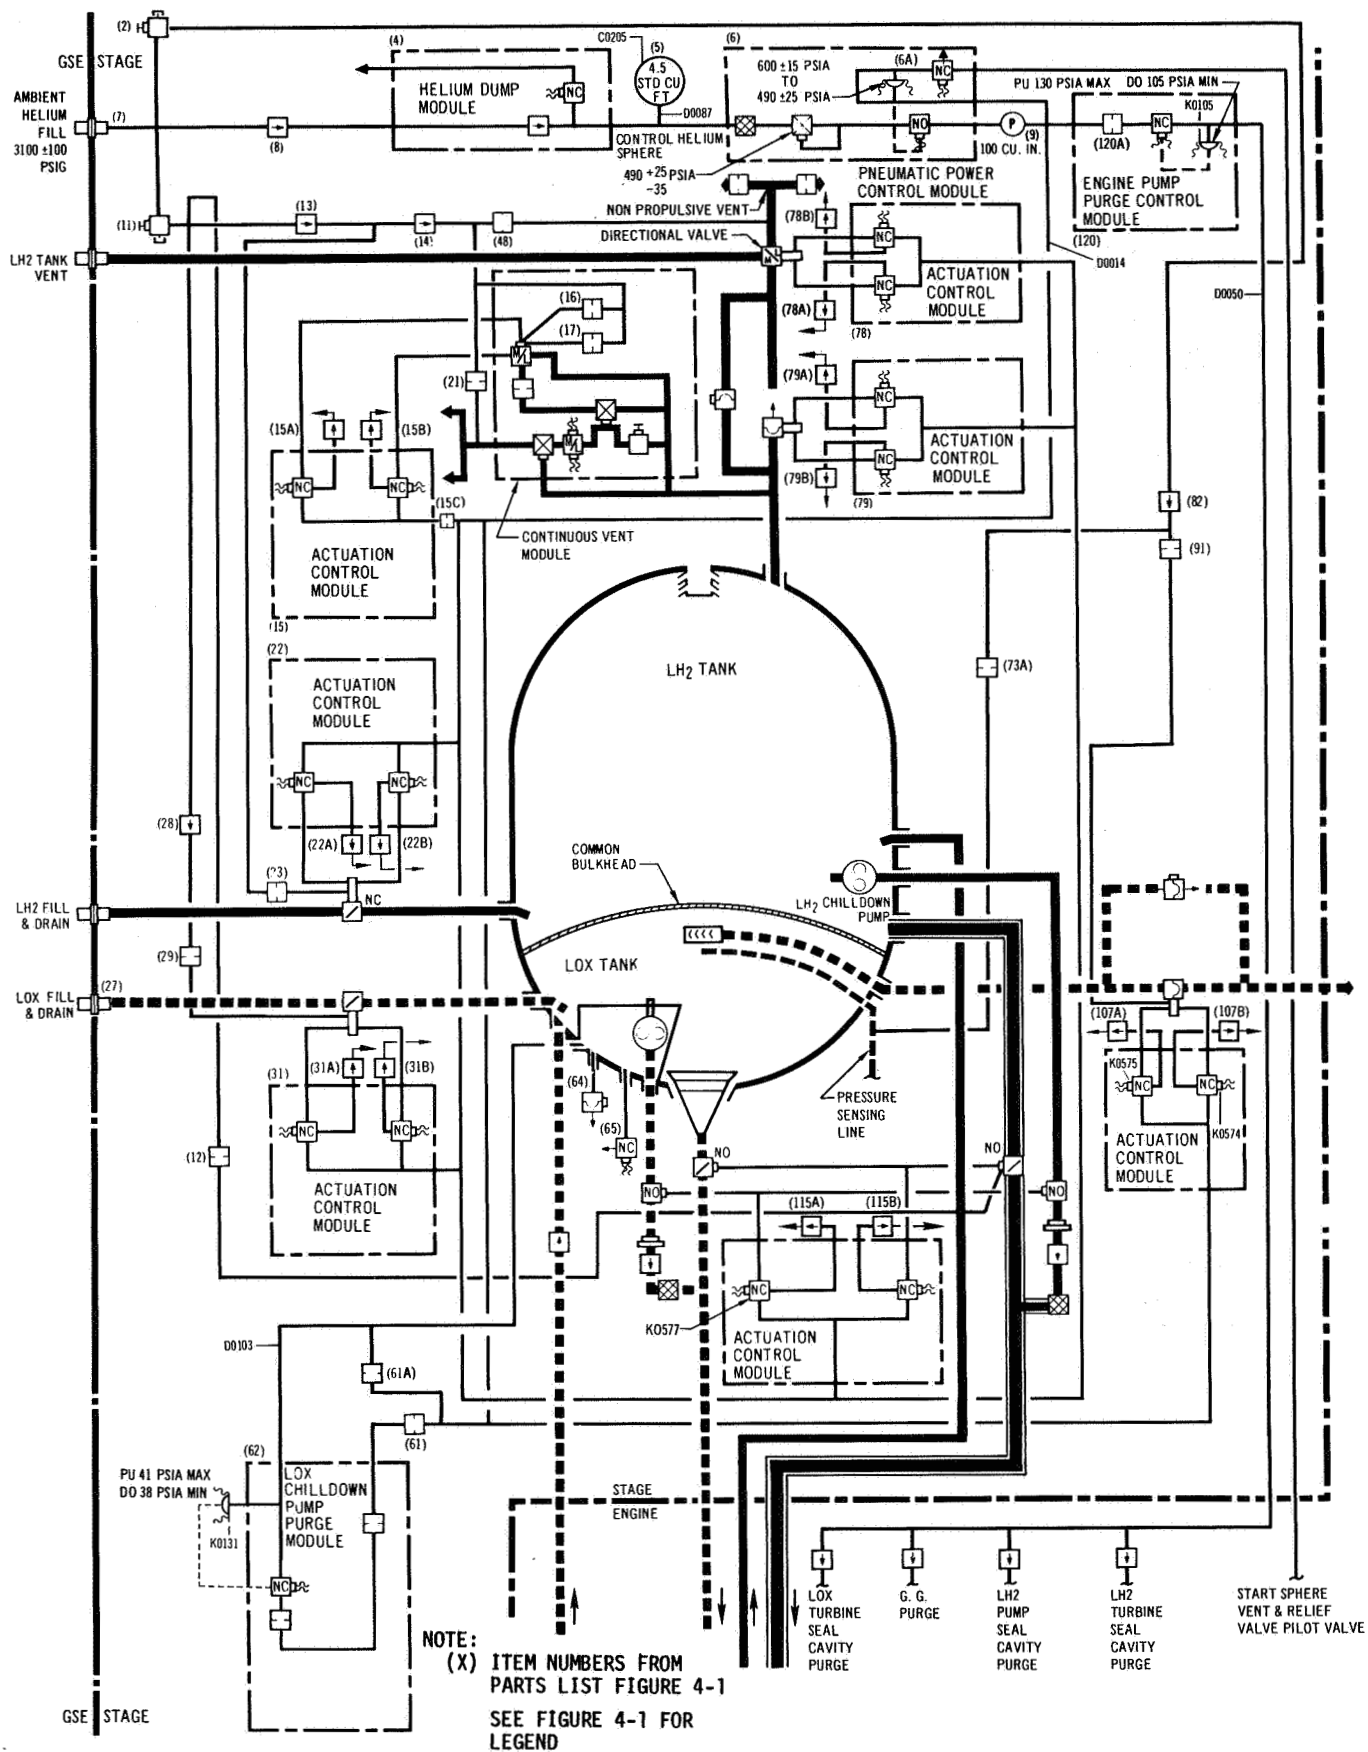 (2)
GSE STAGE
AMBIENT
HELIUM
FILL
3100 ±100
PSIG
(7)
(8)
(4)
HELIUM DUMP
MODULE
NC
C0205
(5)
4.5
STD CU
FT
D0087
CONTROL HELIUM
SPHERE
490 +25 PSIA
-35
(6)
600 ±15 PSIA
TO
490 ±25 PSIA
(6A)
NC
NO
PNEUMATIC POWER
CONTROL MODULE
PU 130 PSIA MAX
DO 105 PSIA MIN
P
(9)
100 CU. IN.
(120A)
NC
K0105
ENGINE PUMP
PURGE CONTROL
MODULE
(120)
D0014
D0050
(11)
(13)
(14)
(48)
NON PROPULSIVE VENT
DIRECTIONAL VALVE
LH2 TANK
VENT
M
(78B)
NC
NC
ACTUATION
CONTROL
MODULE
(78A)
(78)
(16)
(17)
M
(21)
M
(79A)
NC
NC
ACTUATION
CONTROL
MODULE
(79B)
(79)
(15A)
(15B)
NC
NC
(15C)
ACTUATION
CONTROL
MODULE
(15)
CONTINUOUS VENT
MODULE
(82)
(91)
(22)
ACTUATION
CONTROL
MODULE
NC
NC
(22A)
(22B)
LH2 TANK
(73A)
(28)
(23)
NC
LH2 FILL
& DRAIN
(29)
COMMON
BULKHEAD
LH2 CHILLDOWN
PUMP
LOX TANK
LOX FILL
& DRAIN
(27)
(31)
(31A)
(31B)
NC
NC
ACTUATION
CONTROL
MODULE
(12)
(64)
(65)
NC
PRESSURE
SENSING
LINE
(107A)
(107B)
K0575
NC
NC
K0574
ACTUATION
CONTROL
MODULE
NO
NO
NO
NO
(115A)
(115B)
NC
NC
K0577
ACTUATION
CONTROL
MODULE
D0103
(61A)
(61)
(62)
LOX
CHILLDOWN
PUMP
PURGE
MODULE
PU 41 PSIA MAX
DO 38 PSIA MIN
K0131
NC
STAGE
ENGINE
LOX
TURBINE
SEAL
CAVITY
PURGE
G. G.
PURGE
LH2
PUMP
SEAL
CAVITY
PURGE
LH2
TURBINE
SEAL
CAVITY
PURGE
START SPHERE
VENT & RELIEF
VALVE PILOT VALVE
NOTE:
(X) ITEM NUMBERS FROM
PARTS LIST FIGURE 4-1
SEE FIGURE 4-1 FOR
LEGEND
GSE STAGE